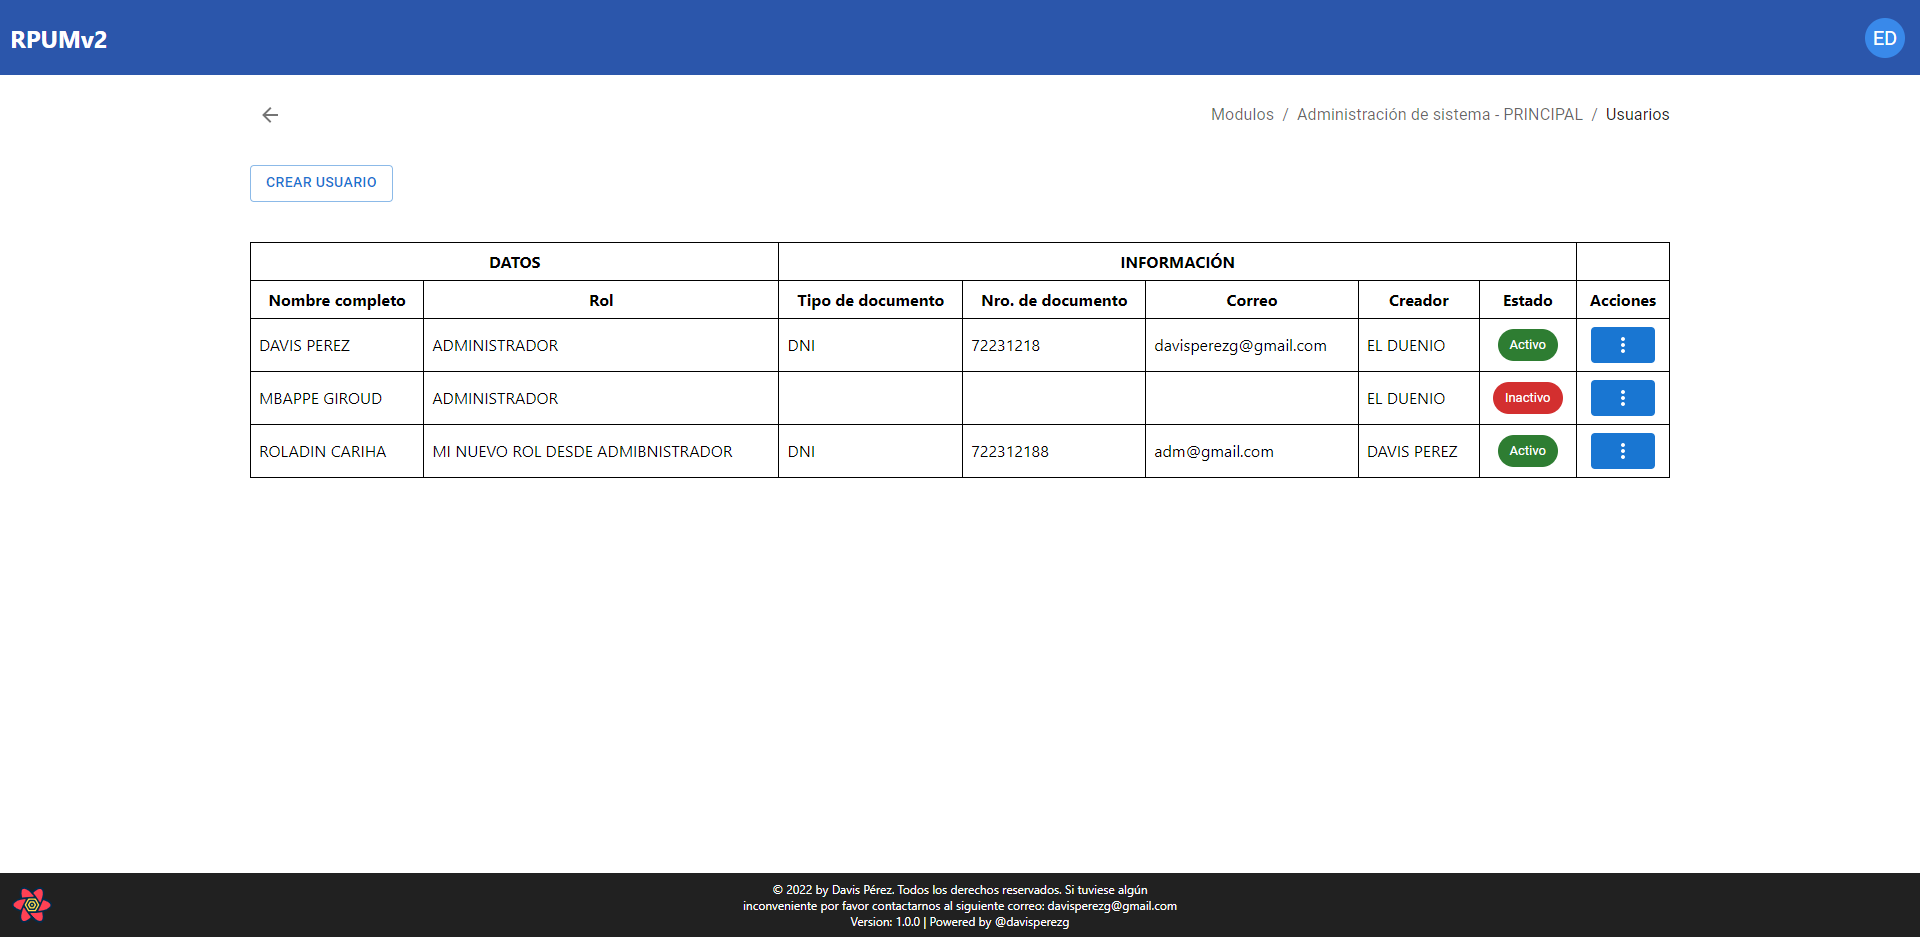 RPUMv2
ED
Modulos / Administración de sistema - PRINCIPAL / Usuarios
CREAR USUARIO
DATOS INFORMACIÓN
Nombre completo Rol Tipo de documento Nro. de documento Correo Creador Estado Acciones
DAVIS PEREZ ADMINISTRADOR DNI 72231218 davisperezg@gmail.com EL DUENIO Activo
MBAPPE GIROUD ADMINISTRADOR EL DUENIO Inactivo
ROLADIN CARIHA MI NUEVO ROL DESDE ADMIBNISTRADOR DNI 722312188 adm@gmail.com DAVIS PEREZ Activo
© 2022 by Davis Pérez. Todos los derechos reservados. Si tuviese algún
inconveniente por favor contactarnos al siguiente correo: davisperezg@gmail.com
Version: 1.0.0 | Powered by @davisperezg